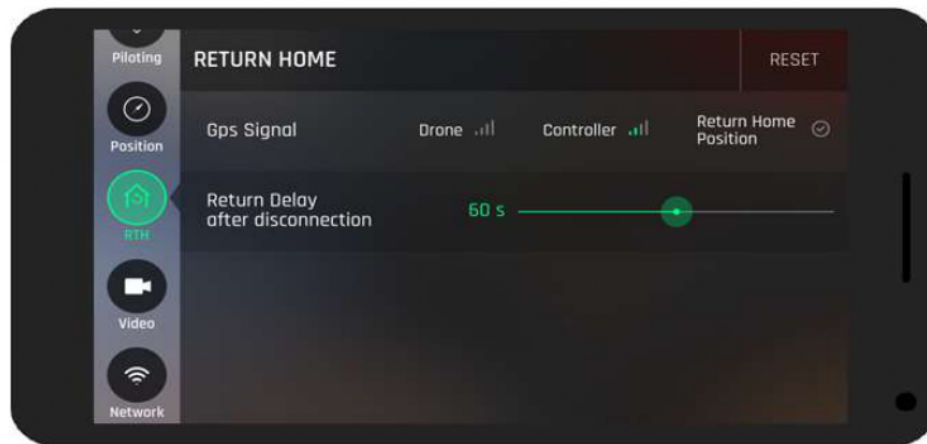 Piloting
RETURN HOME
RESET
Position
Gps Signal
Drone
Controller
Return Home
Position
RTH
Return Delay
after disconnection
60 s
Video
Network